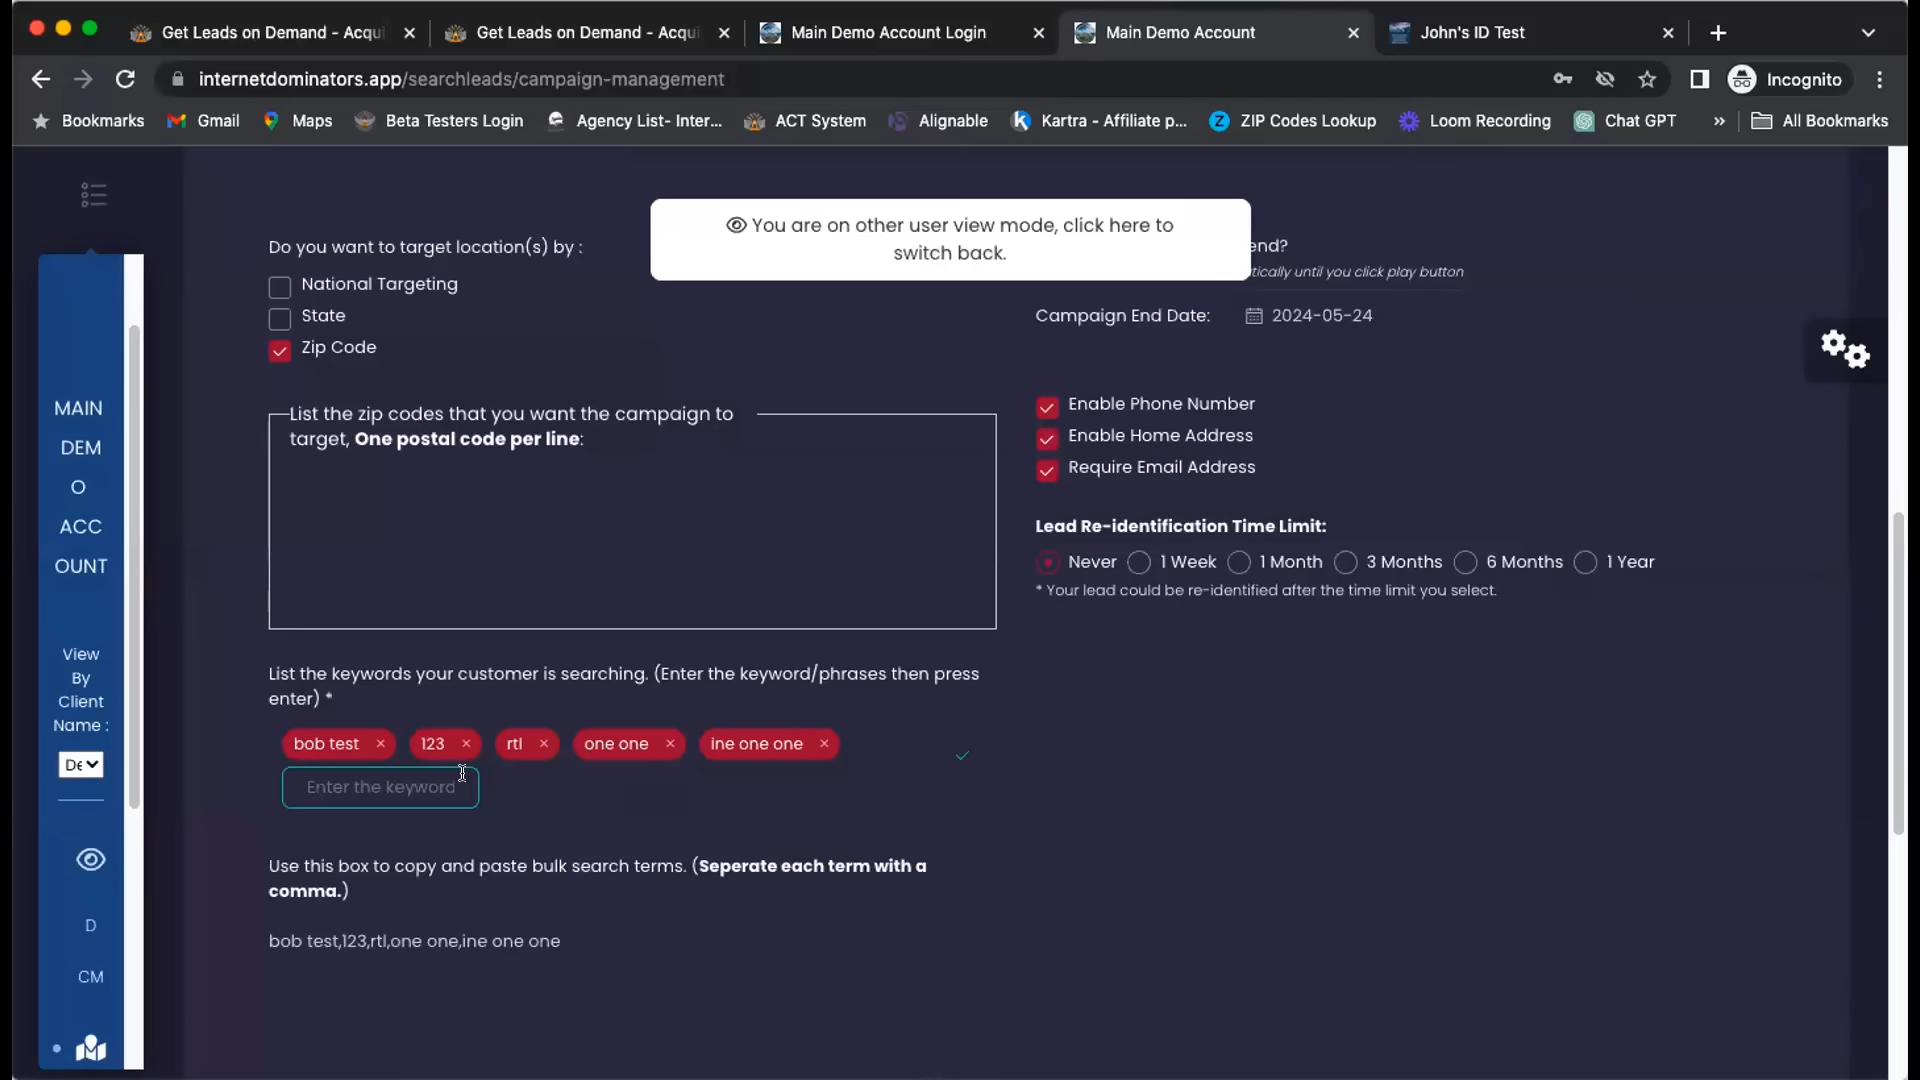 Get Leads on Demand - Acqui
Get Leads on Demand - Acqui
Main Demo Account Login
Main Demo Account
John's ID Test
internetdominators.app/searchleads/campaign-management
Incognito
Bookmarks
Gmail
Maps
Beta Testers Login
Agency List- Inter...
ACT System
Alignable
Kartra - Affiliate p...
ZIP Codes Lookup
Loom Recording
Chat GPT
»
All Bookmarks
You are on other user view mode, click here to
switch back.
Do you want to target location(s) by :
National Targeting
State
Zip Code
end?
tically until you click play button
Campaign End Date: 2024-05-24
List the zip codes that you want the campaign to
target, One postal code per line:
Enable Phone Number
Enable Home Address
Require Email Address
Lead Re-identification Time Limit:
Never 1 Week 1 Month 3 Months 6 Months 1 Year
* Your lead could be re-identified after the time limit you select.
List the keywords your customer is searching. (Enter the keyword/phrases then press
enter) *
bob test × 123 × rtl × one one × ine one one ×
Enter the keyword
Use this box to copy and paste bulk search terms. (Seperate each term with a
comma.)
bob test,123,rtl,one one,ine one one
MAIN
DEM
O
ACC
OUNT
View
By
Client
Name :
De
D
CM